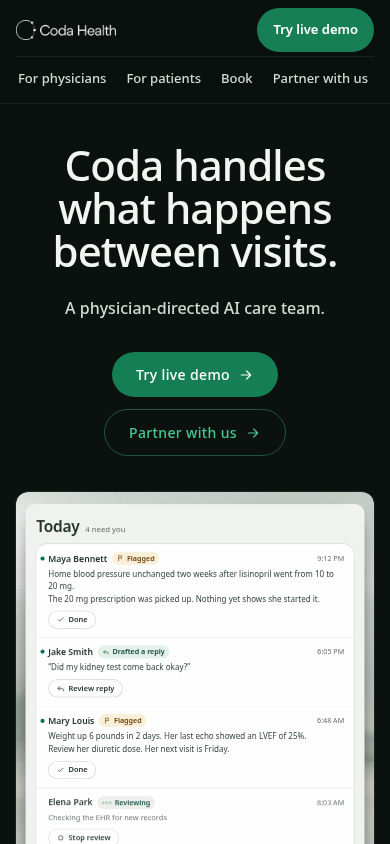 Coda Health
Try live demo
For physicians For patients Book Partner with us
Coda handles
what happens
between visits.
A physician-directed AI care team.
Try live demo →
Partner with us →
Today 4 need you
Maya Bennett Flagged 9:12 PM
Home blood pressure unchanged two weeks after lisinopril went from 10 to
20 mg.
The 20 mg prescription was picked up. Nothing yet shows she started it.
Done
Jake Smith Drafted a reply 6:05 PM
“Did my kidney test come back okay?”
Review reply
Mary Louis Flagged 6:48 AM
Weight up 6 pounds in 2 days. Her last echo showed an LVEF of 25%.
Review her diuretic dose. Her next visit is Friday.
Done
Elena Park Reviewing 8:03 AM
Checking the EHR for new records
Stop review